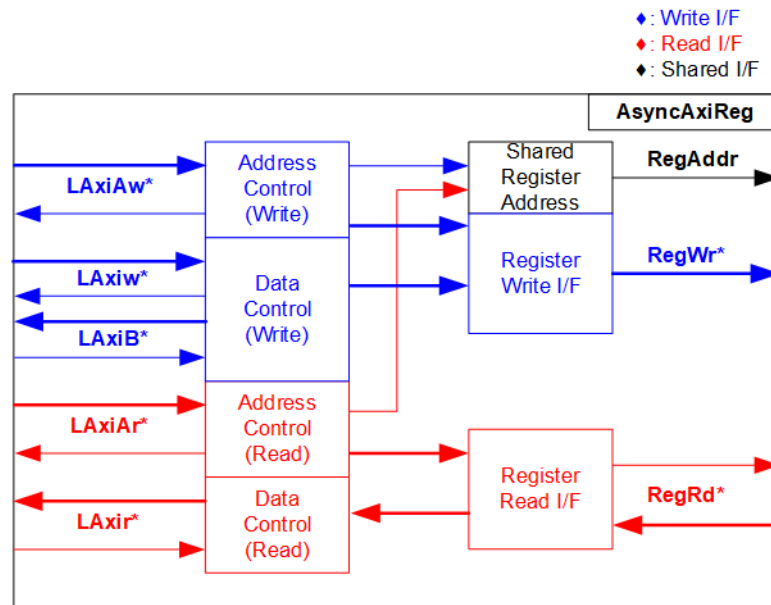 ♦: Write I/F
♦: Read I/F
♦: Shared I/F
AsyncAxiReg
LAxiAw*
Address
Control
(Write)
Shared
Register
Address
RegAddr
LAxiw*
LAxiB*
Data
Control
(Write)
Register
Write I/F
RegWr*
LAxiAr*
Address
Control
(Read)
LAxir*
Data
Control
(Read)
Register
Read I/F
RegRd*